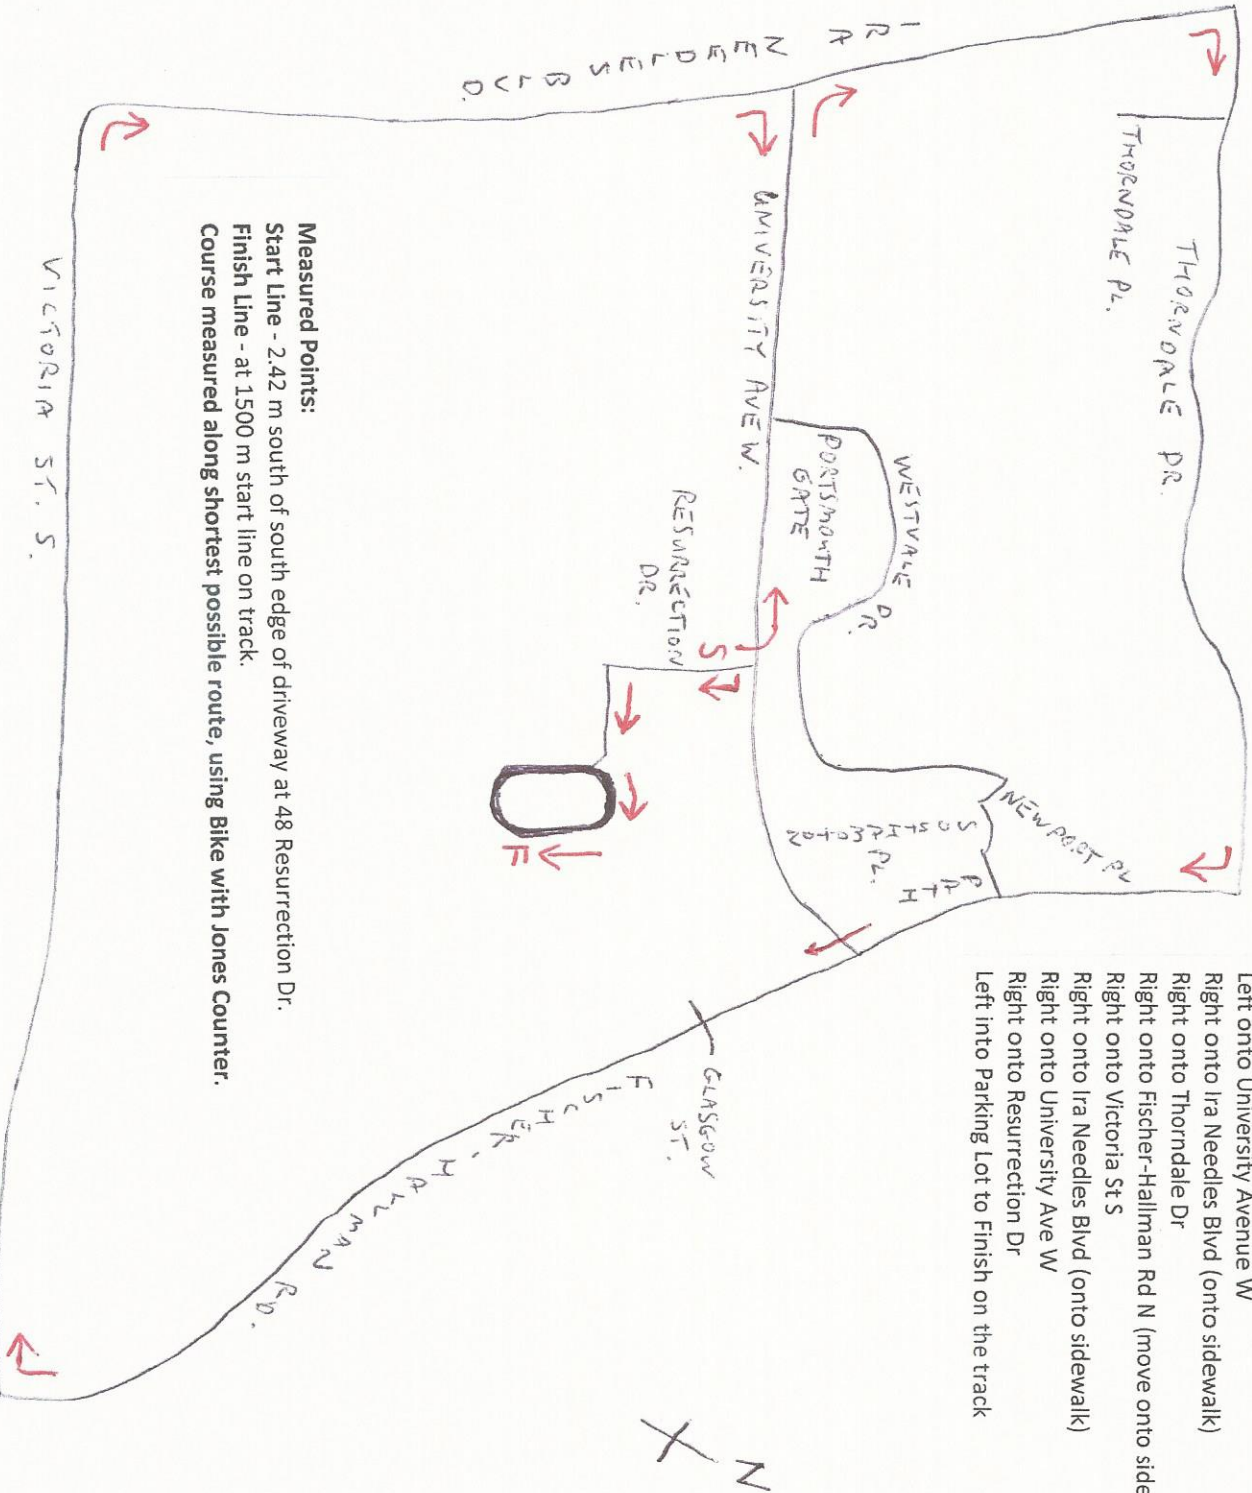 Left onto University Avenue W
Right onto Ira Needles Blvd (onto sidewalk)
Right onto Thorndale Dr
Right onto Fischer-Hallman Rd N (move onto side
Right onto Victoria St S
Right onto Ira Needles Blvd (onto sidewalk)
Right onto University Ave W
Right onto Resurrection Dr
Left into Parking Lot to Finish on the track
THORNDALE DR.
THORNDALE PL.
IRA NEEDLES BLVD.
UNIVERSITY AVE W.
WESTVALE DR.
PORTSMOUTH
GATE
NEWPORT PL
PL.
PATH
RESURRECTION
DR.
S
F
GLASGOW
ST.
FISCHER-HALLMAN RD.
Measured Points:
Start Line - 2.42 m south of south edge of driveway at 48 Resurrection Dr.
Finish Line - at 1500 m start line on track.
Course measured along shortest possible route, using Bike with Jones Counter.
VICTORIA ST. S.
N